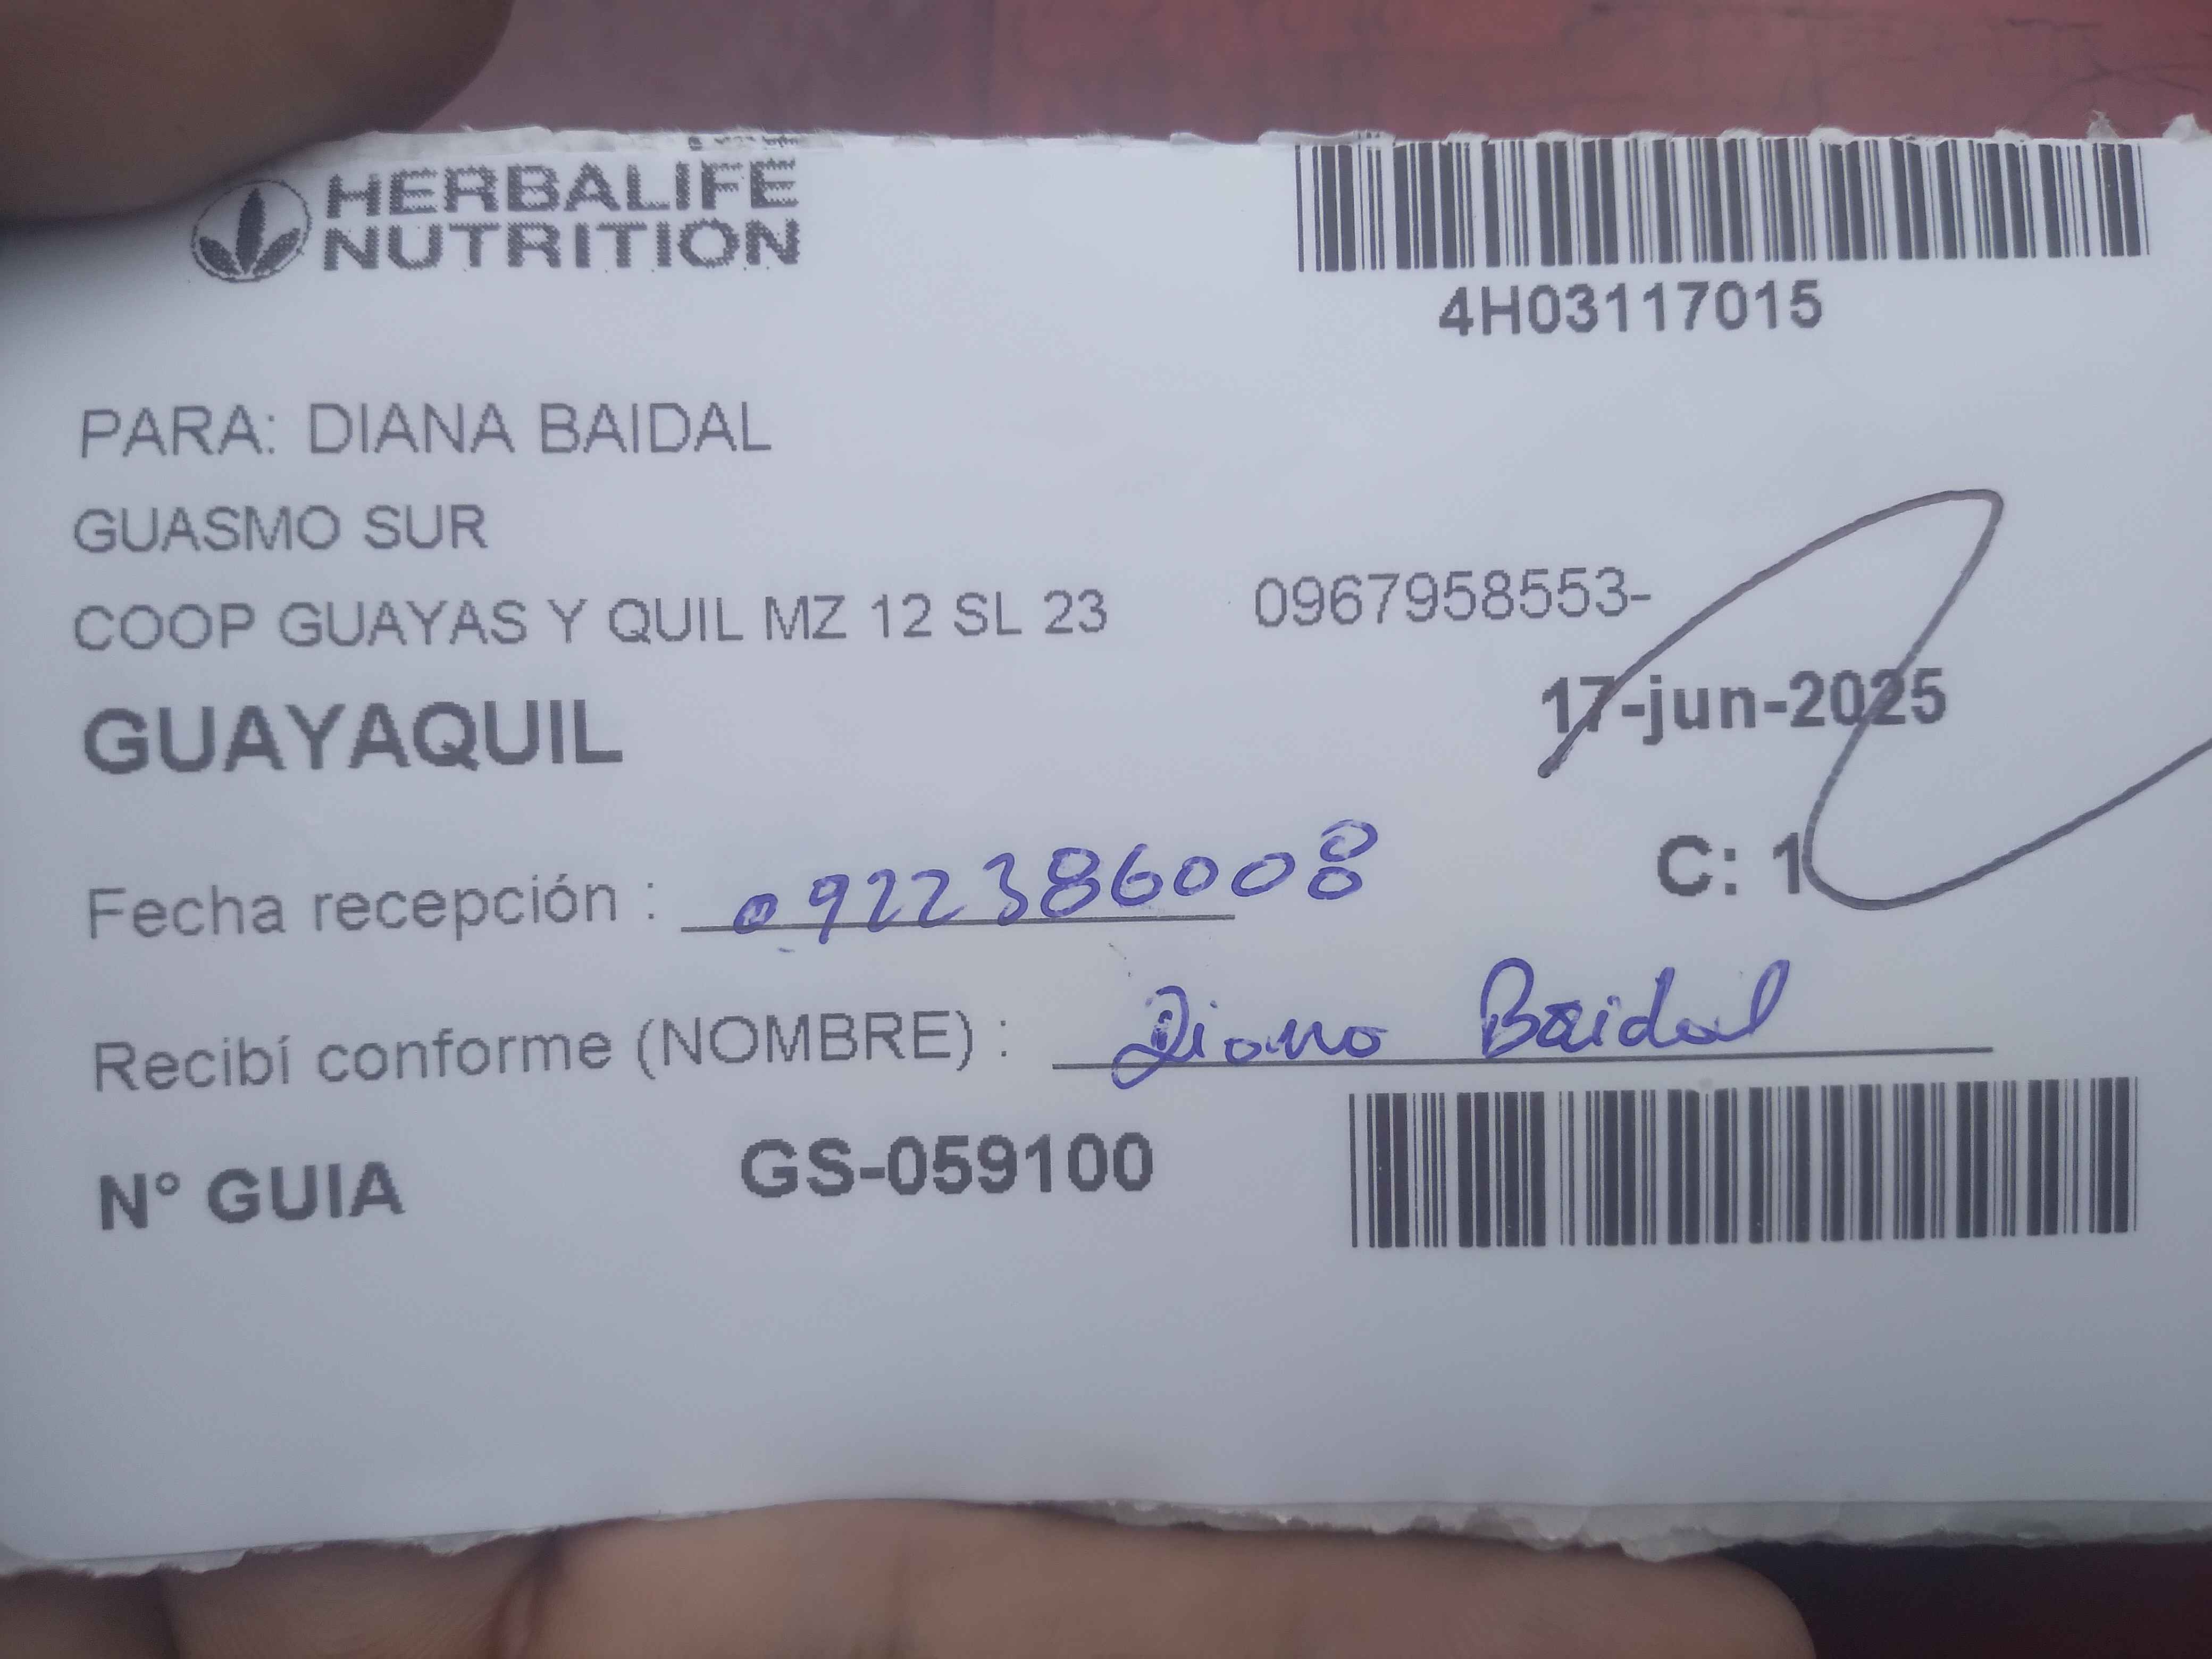 HERBALIFE
NUTRITION
4H03117015
PARA: DIANA BAIDAL
GUASMO SUR
COOP GUAYAS Y QUIL MZ 12 SL 23 0967958553-
GUAYAQUIL 17-jun-2025
Fecha recepción : 0922386008 C: 1
Recibí conforme (NOMBRE) : Diana Baidal
N° GUIA GS-059100